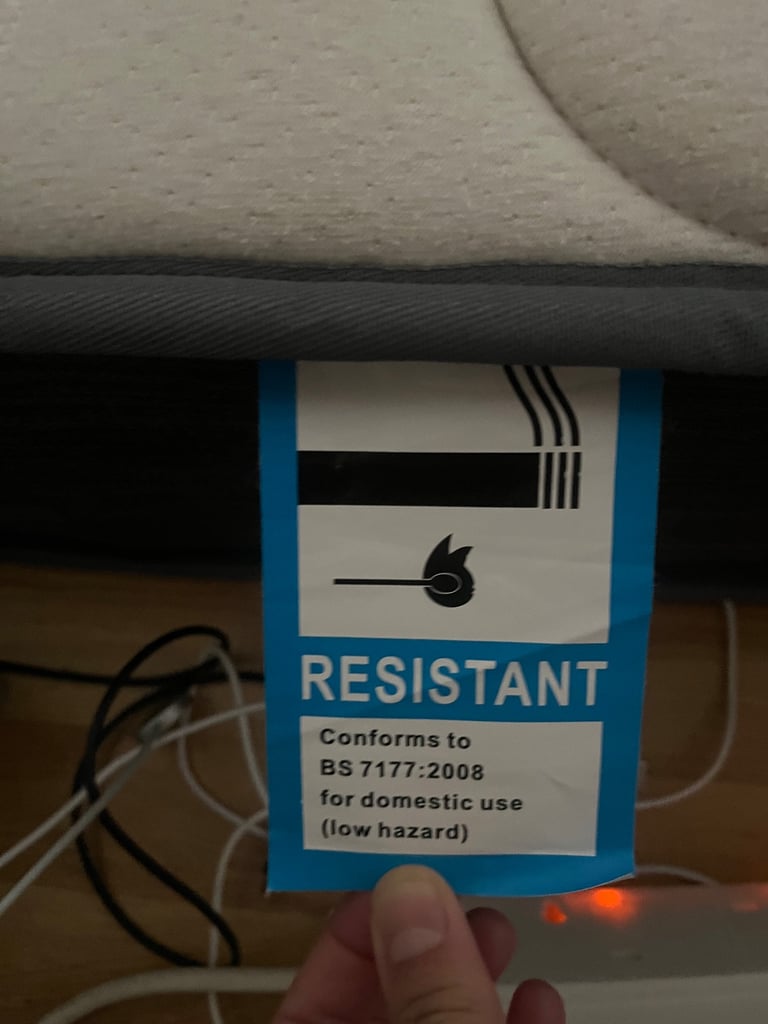 RESISTANT
Conforms to
BS 7177:2008
for domestic use
(low hazard)